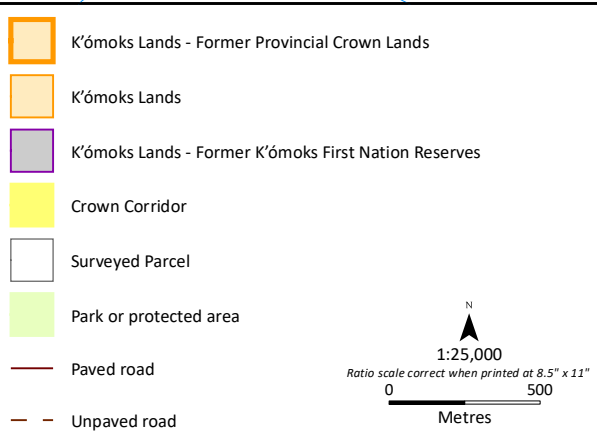 K’ómoks Lands - Former Provincial Crown Lands
K’ómoks Lands
K’ómoks Lands - Former K’ómoks First Nation Reserves
Crown Corridor
Surveyed Parcel
Park or protected area
Paved road
Unpaved road
N
1:25,000
Ratio scale correct when printed at 8.5" x 11"
0 500
Metres